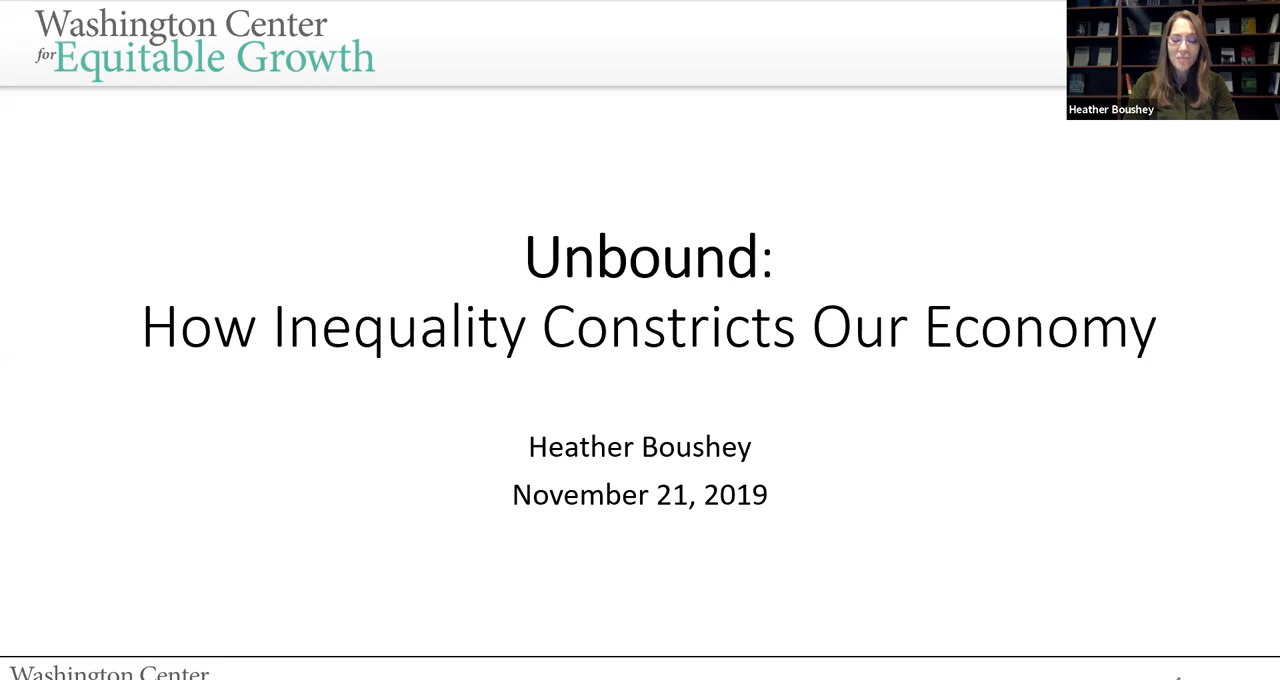 Washington Center
for Equitable Growth
Heather Boushey
Unbound:
How Inequality Constricts Our Economy
Heather Boushey
November 21, 2019
Washington Center